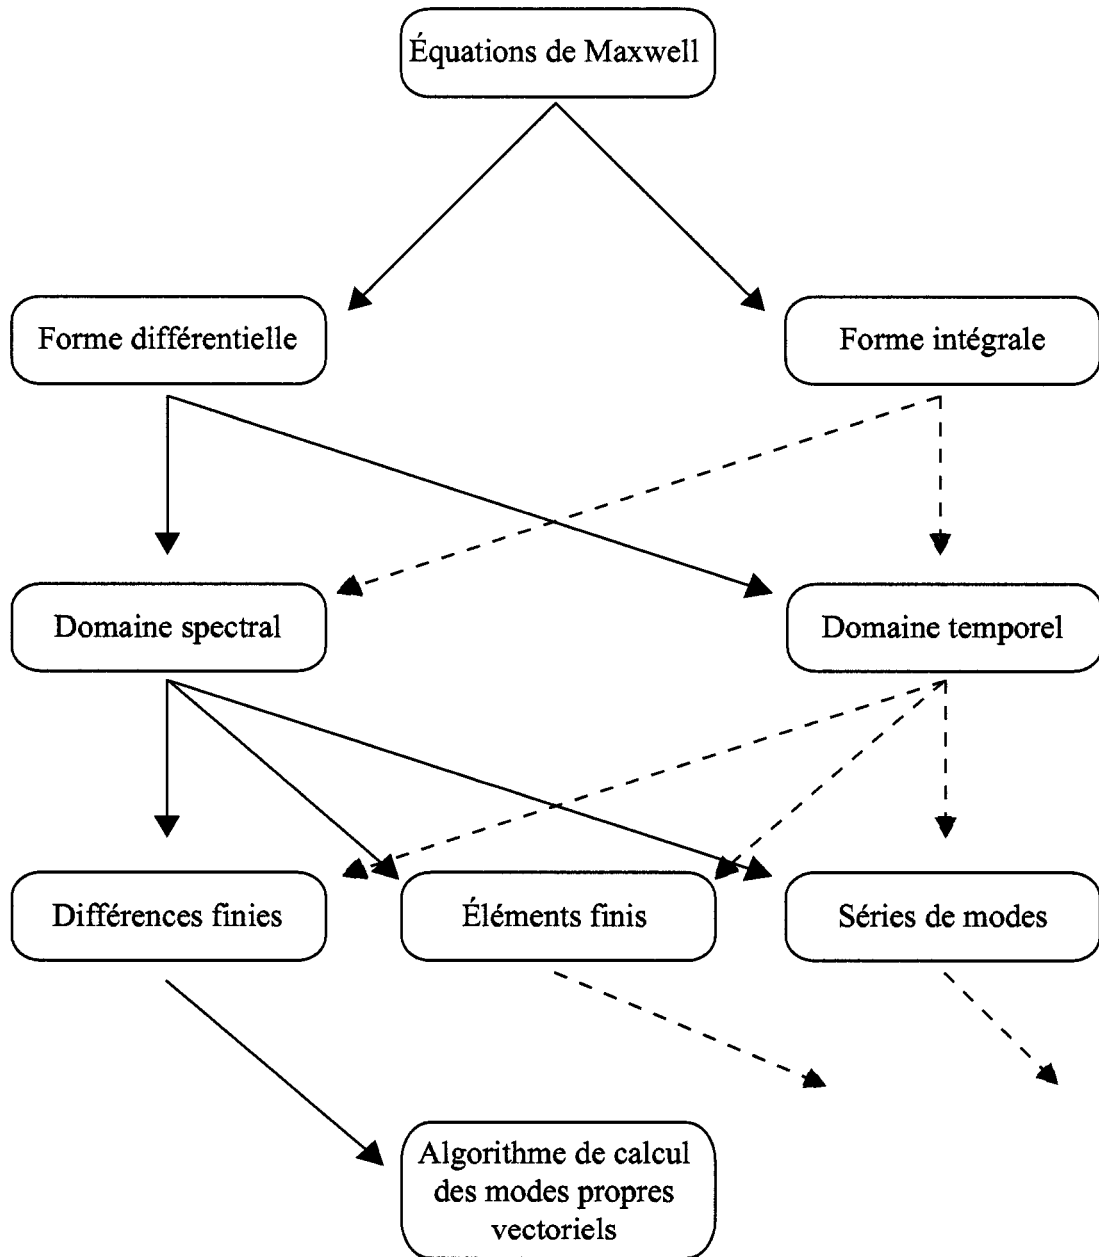 Équations de Maxwell
Forme différentielle
Forme intégrale
Domaine spectral
Domaine temporel
Différences finies
Éléments finis
Séries de modes
Algorithme de calcul
des modes propres
vectoriels